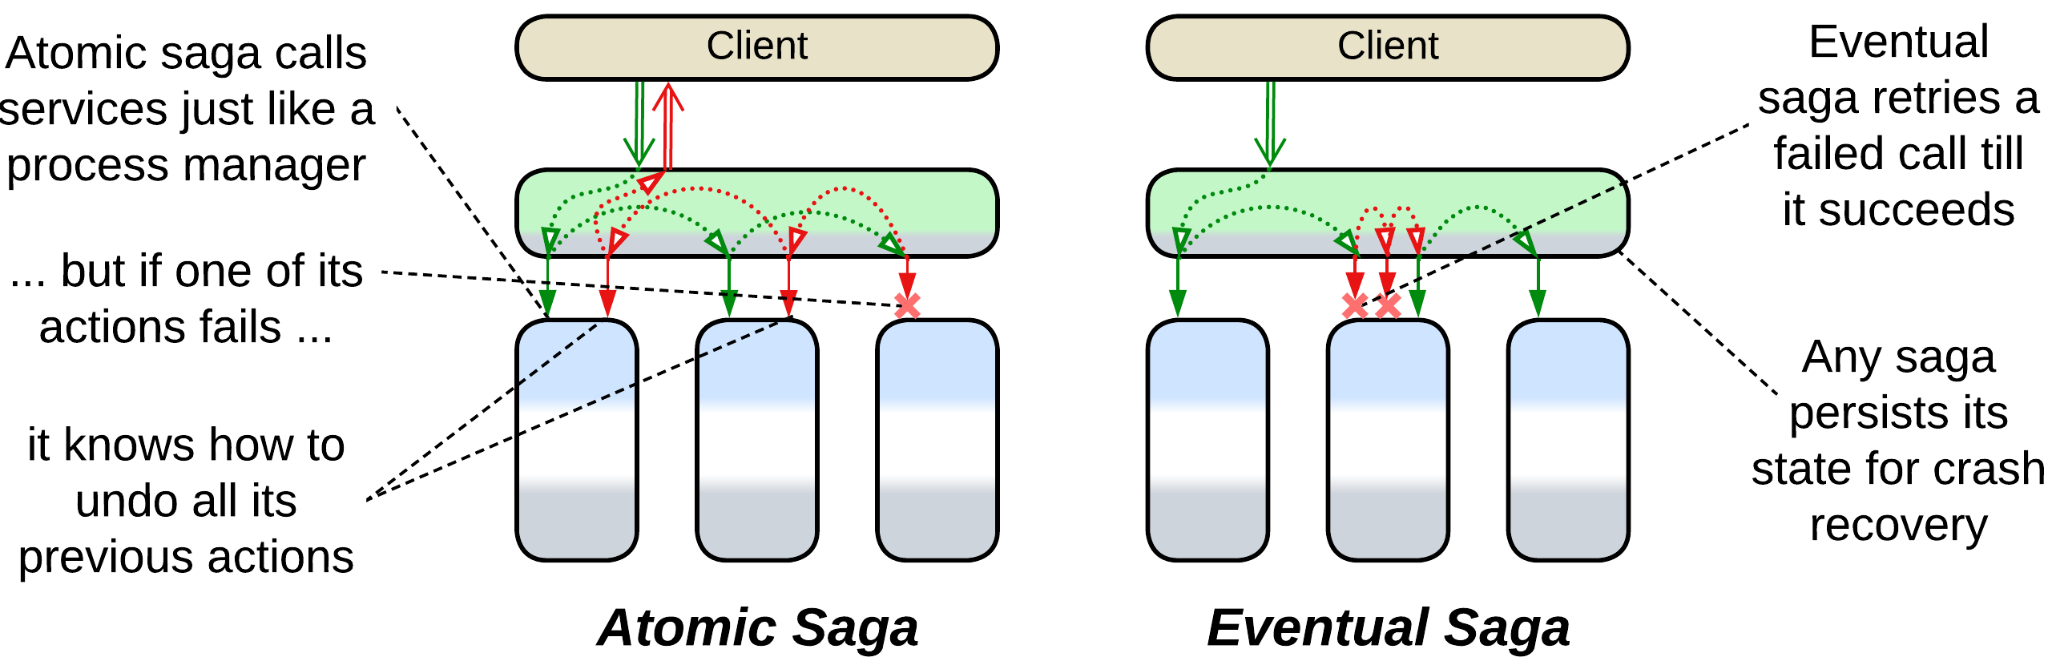 Atomic saga calls
services just like a
process manager
... but if one of its
actions fails ...
it knows how to
undo all its
previous actions
Client
Atomic Saga
Client
Eventual Saga
Eventual
saga retries a
failed call till
it succeeds
Any saga
persists its
state for crash
recovery